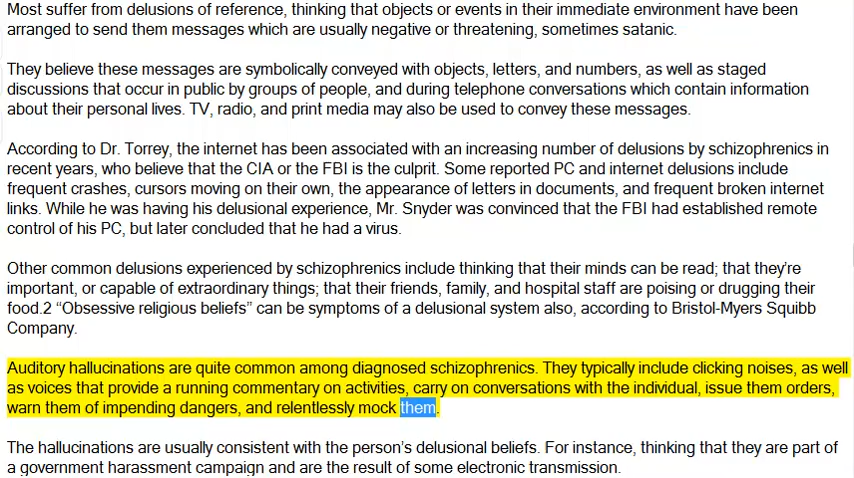 Most suffer from delusions of reference, thinking that objects or events in their immediate environment have been
arranged to send them messages which are usually negative or threatening, sometimes satanic.
They believe these messages are symbolically conveyed with objects, letters, and numbers, as well as staged
discussions that occur in public by groups of people, and during telephone conversations which contain information
about their personal lives. TV, radio, and print media may also be used to convey these messages.
According to Dr. Torrey, the internet has been associated with an increasing number of delusions by schizophrenics in
recent years, who believe that the CIA or the FBI is the culprit. Some reported PC and internet delusions include
frequent crashes, cursors moving on their own, the appearance of letters in documents, and frequent broken internet
links. While he was having his delusional experience, Mr. Snyder was convinced that the FBI had established remote
control of his PC, but later concluded that he had a virus.
Other common delusions experienced by schizophrenics include thinking that their minds can be read; that they're
important, or capable of extraordinary things; that their friends, family, and hospital staff are poising or drugging their
food.2 “Obsessive religious beliefs” can be symptoms of a delusional system also, according to Bristol-Myers Squibb
Company.
Auditory hallucinations are quite common among diagnosed schizophrenics. They typically include clicking noises, as well
as voices that provide a running commentary on activities, carry on conversations with the individual, issue them orders,
warn them of impending dangers, and relentlessly mock them.
The hallucinations are usually consistent with the person's delusional beliefs. For instance, thinking that they are part of
a government harassment campaign and are the result of some electronic transmission.